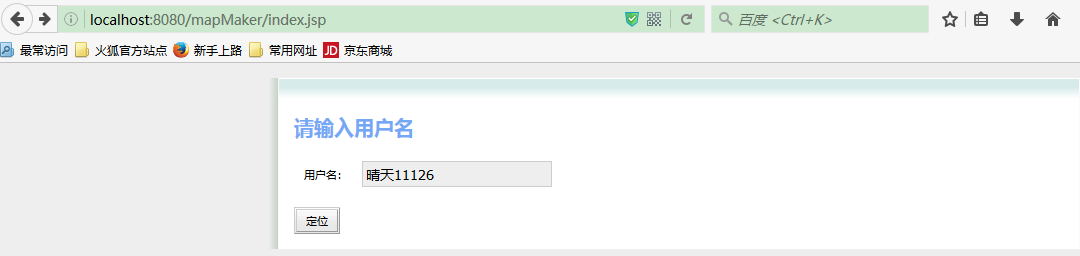 localhost:8080/mapMaker/index.jsp 百度 <Ctrl+K>
最常访问 火狐官方站点 新手上路 常用网址 JD 京东商城
请输入用户名
用户名: 晴天11126
定位